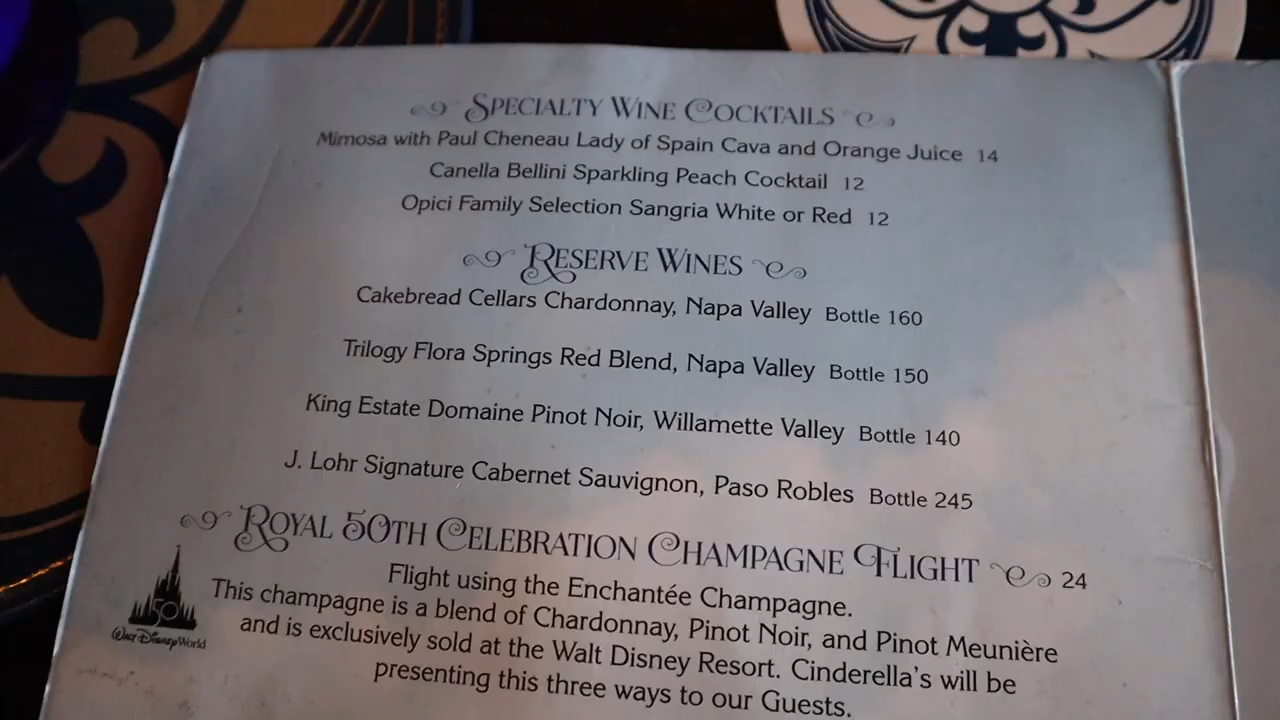 Specialty Wine Cocktails
Mimosa with Paul Cheneau Lady of Spain Cava and Orange Juice 14
Canella Bellini Sparkling Peach Cocktail 12
Opici Family Selection Sangria White or Red 12
Reserve Wines
Cakebread Cellars Chardonnay, Napa Valley Bottle 160
Trilogy Flora Springs Red Blend, Napa Valley Bottle 150
King Estate Domaine Pinot Noir, Willamette Valley Bottle 140
J. Lohr Signature Cabernet Sauvignon, Paso Robles Bottle 245
Royal 50th Celebration Champagne Flight 24
Flight using the Enchantée Champagne.
This champagne is a blend of Chardonnay, Pinot Noir, and Pinot Meunière
and is exclusively sold at the Walt Disney Resort. Cinderella's will be
presenting this three ways to our Guests.
50
Walt Disney World